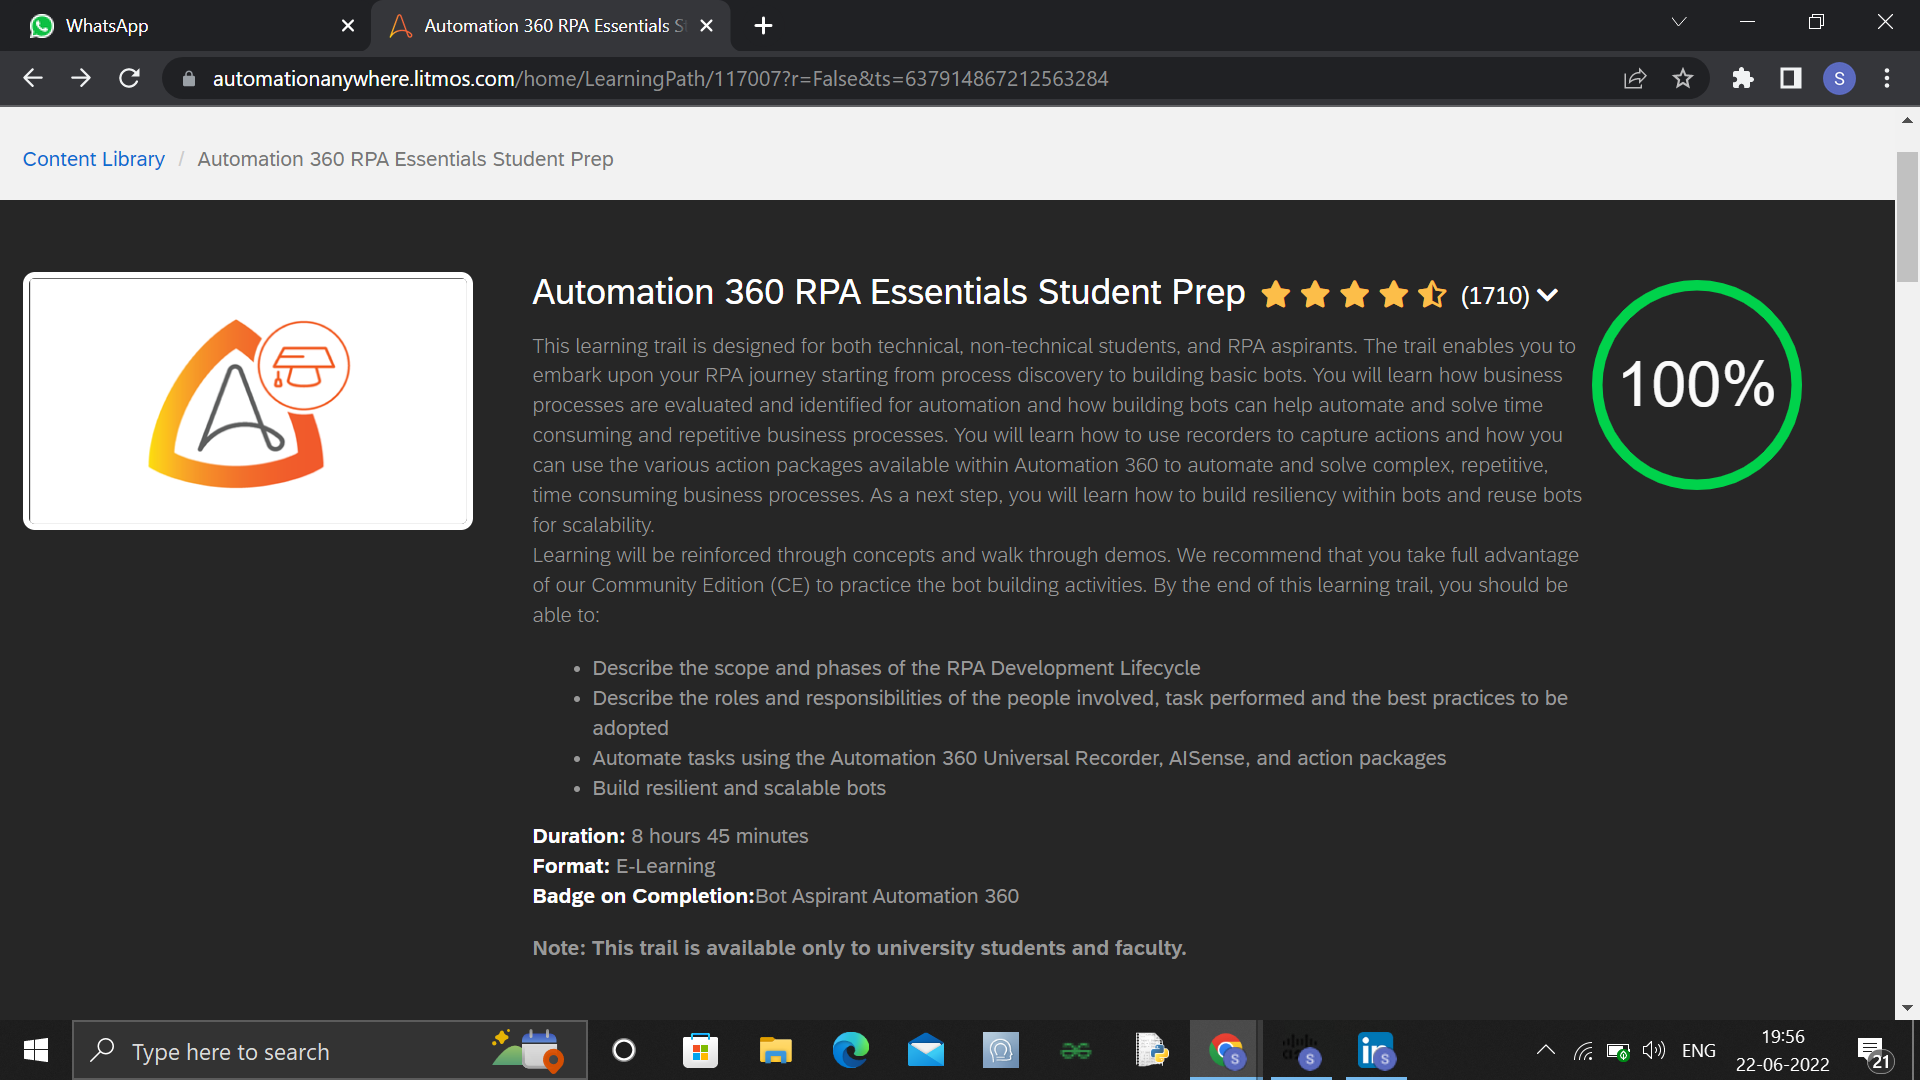 WhatsApp
Automation 360 RPA Essentials S
automationanywhere.litmos.com/home/LearningPath/117007?r=False&ts=637914867212563284
S
Content Library / Automation 360 RPA Essentials Student Prep
Automation 360 RPA Essentials Student Prep (1710)
100%
This learning trail is designed for both technical, non-technical students, and RPA aspirants. The trail enables you to
embark upon your RPA journey starting from process discovery to building basic bots. You will learn how business
processes are evaluated and identified for automation and how building bots can help automate and solve time
consuming and repetitive business processes. You will learn how to use recorders to capture actions and how you
can use the various action packages available within Automation 360 to automate and solve complex, repetitive,
time consuming business processes. As a next step, you will learn how to build resiliency within bots and reuse bots
for scalability.
Learning will be reinforced through concepts and walk through demos. We recommend that you take full advantage
of our Community Edition (CE) to practice the bot building activities. By the end of this learning trail, you should be
able to:
• Describe the scope and phases of the RPA Development Lifecycle
• Describe the roles and responsibilities of the people involved, task performed and the best practices to be
adopted
• Automate tasks using the Automation 360 Universal Recorder, AISense, and action packages
• Build resilient and scalable bots
Duration: 8 hours 45 minutes
Format: E-Learning
Badge on Completion:Bot Aspirant Automation 360
Note: This trail is available only to university students and faculty.
Type here to search
S
S
in
S
ENG
19:56
22-06-2022
21